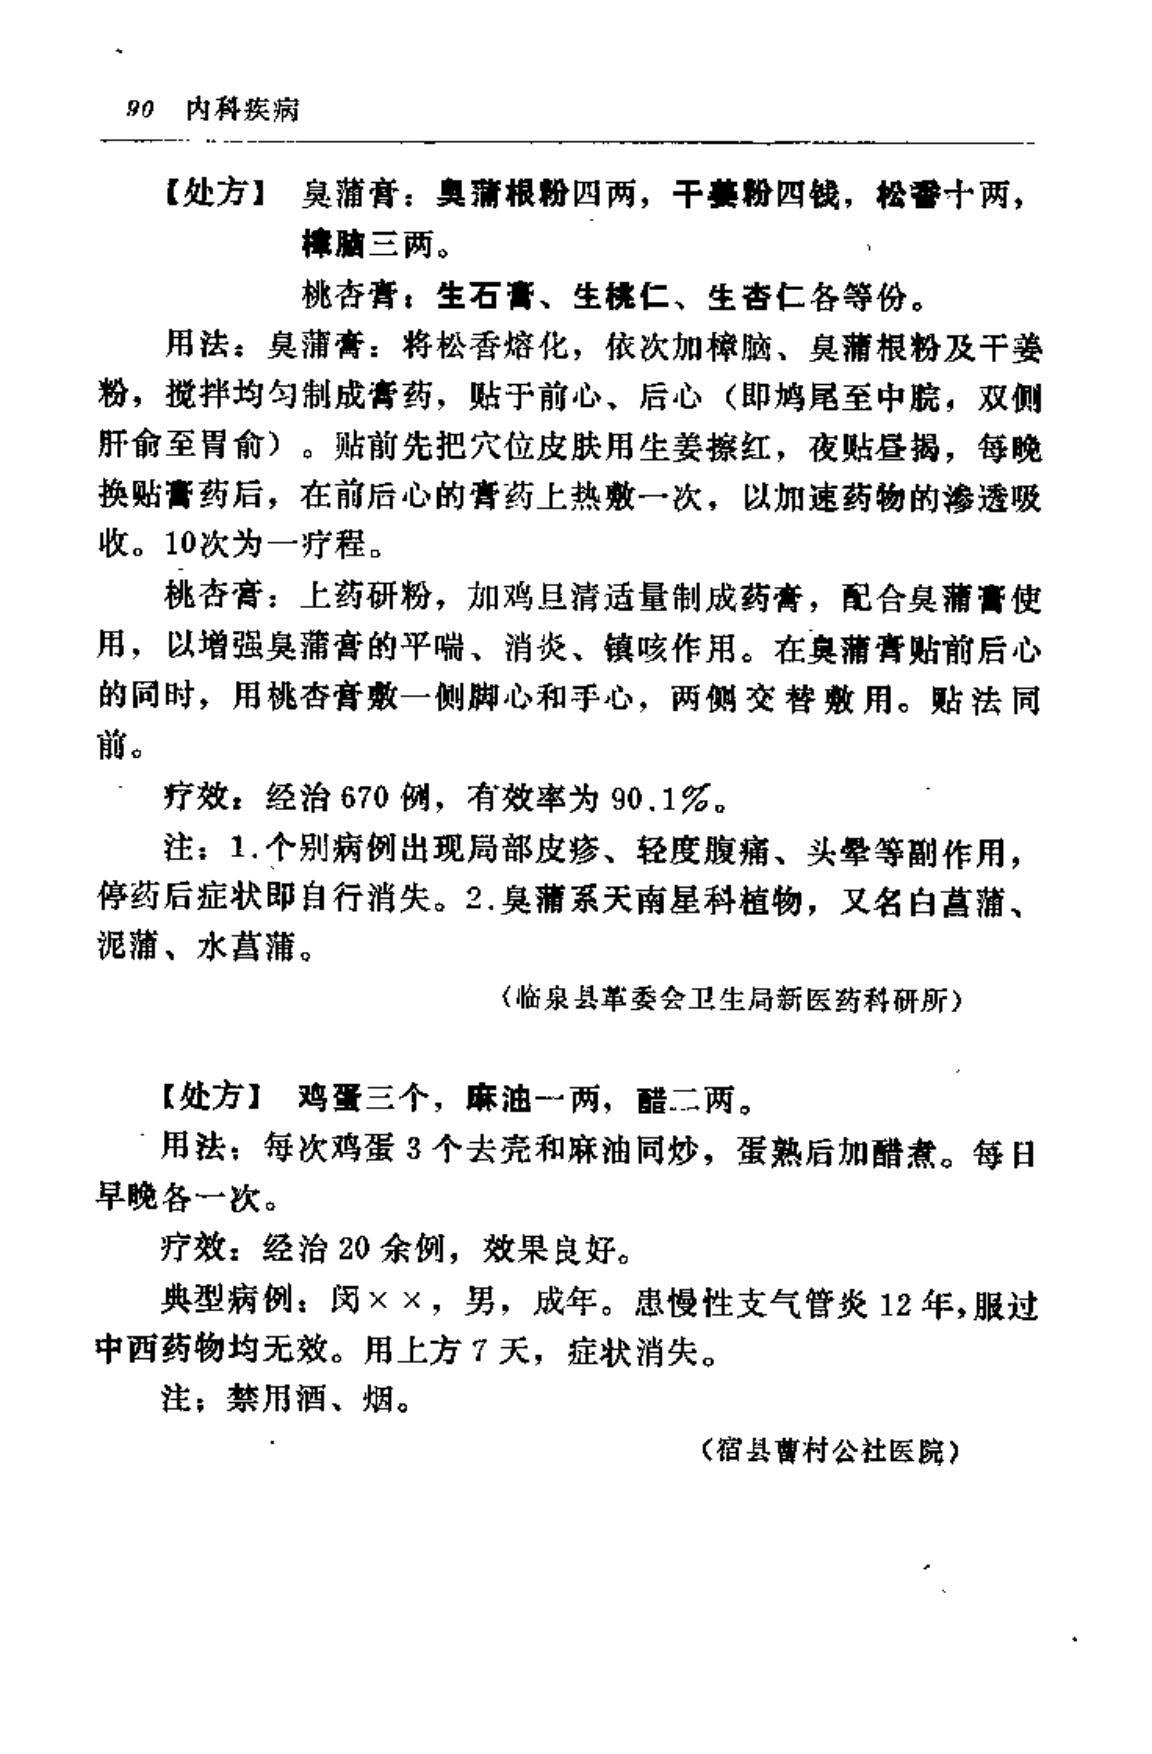 90 内科疾病
【处方】 臭蒲膏：臭蒲根粉四两，干姜粉四钱，松香十两，
樟脑三两。
桃杏膏：生石膏、生桃仁、生杏仁各等份。
用法：臭蒲膏：将松香熔化，依次加樟脑、臭蒲根粉及干姜
粉，搅拌均匀制成膏药，贴于前心、后心（即鸠尾至中脘，双侧
肝俞至胃俞）。贴前先把穴位皮肤用生姜擦红，夜贴昼揭，每晚
换贴膏药后，在前后心的膏药上热敷一次，以加速药物的渗透吸
收。10次为一疗程。
桃杏膏：上药研粉，加鸡旦清适量制成药膏，配合臭蒲膏使
用，以增强臭蒲膏的平喘、消炎、镇咳作用。在臭蒲膏贴前后心
的同时，用桃杏膏敷一侧脚心和手心，两侧交替敷用。贴法同
前。
疗效：经治670例，有效率为90.1%。
注：1.个别病例出现局部皮疹、轻度腹痛、头晕等副作用，
停药后症状即自行消失。2.臭蒲系天南星科植物，又名白菖蒲、
泥蒲、水菖蒲。
（临泉县革委会卫生局新医药科研所）
【处方】 鸡蛋三个，麻油一两，醋二两。
用法：每次鸡蛋3个去壳和麻油同炒，蛋熟后加醋煮。每日
早晚各一次。
疗效：经治20余例，效果良好。
典型病例：闵××，男，成年。患慢性支气管炎12年，服过
中西药物均无效。用上方7天，症状消失。
注：禁用酒、烟。
（宿县曹村公社医院）